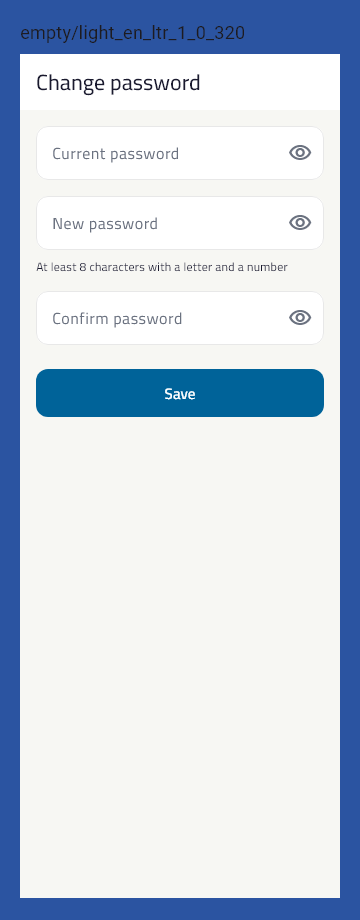 empty/light_en_ltr_1_0_320
Change password
Current password
New password
At least 8 characters with a letter and a number
Confirm password
Save